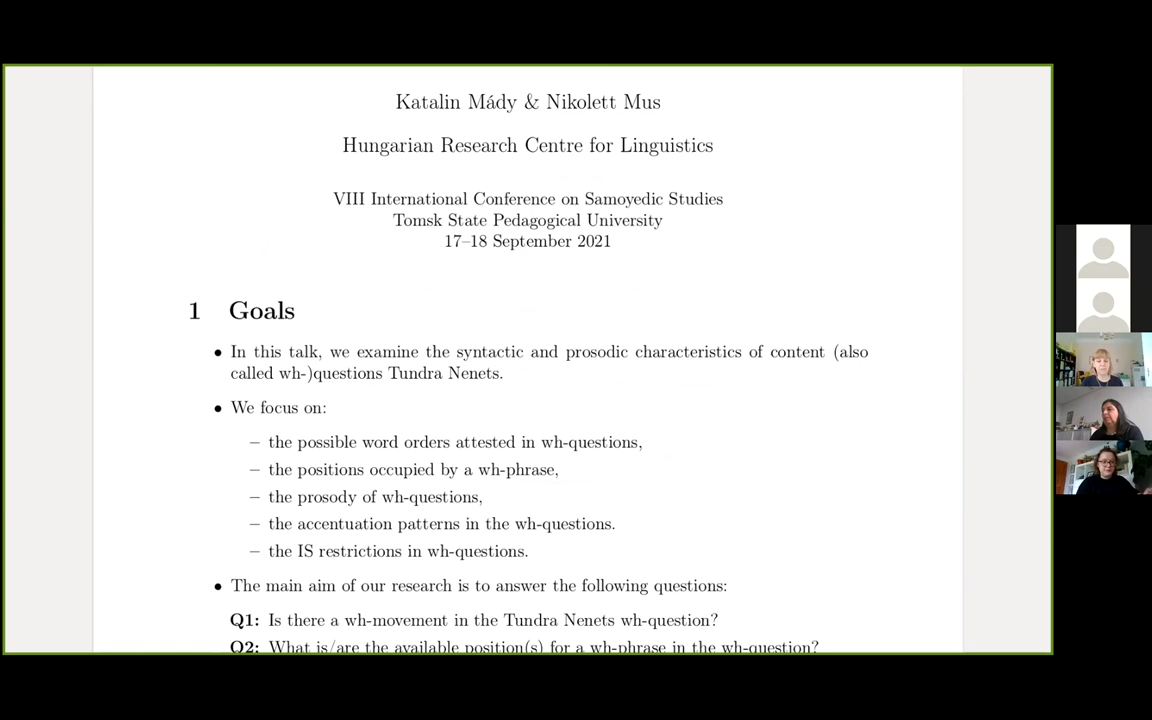 Katalin Mády & Nikolett Mus
Hungarian Research Centre for Linguistics
VIII International Conference on Samoyedic Studies
Tomsk State Pedagogical University
17–18 September 2021
1 Goals
• In this talk, we examine the syntactic and prosodic characteristics of content (also
called wh-)questions Tundra Nenets.
• We focus on:
– the possible word orders attested in wh-questions,
– the positions occupied by a wh-phrase,
– the prosody of wh-questions,
– the accentuation patterns in the wh-questions.
– the IS restrictions in wh-questions.
• The main aim of our research is to answer the following questions:
Q1: Is there a wh-movement in the Tundra Nenets wh-question?
Q2: What is/are the available position(s) for a wh-phrase in the wh-question?